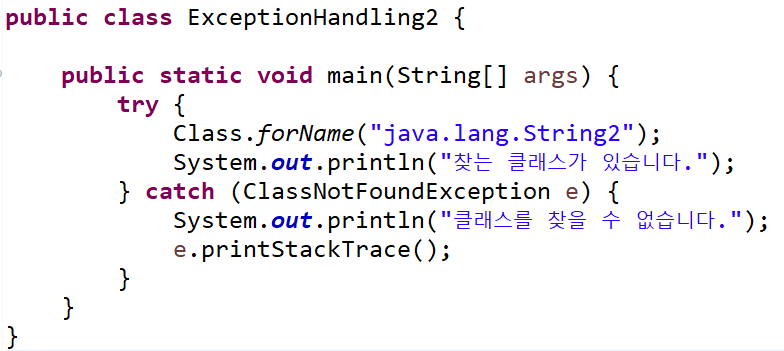 public class ExceptionHandling2 {
public static void main(String[] args) {
try {
Class.forName("java.lang.String2");
System.out.println("찾는 클래스가 있습니다.");
} catch (ClassNotFoundException e) {
System.out.println("클래스를 찾을 수 없습니다.");
e.printStackTrace();
}
}
}